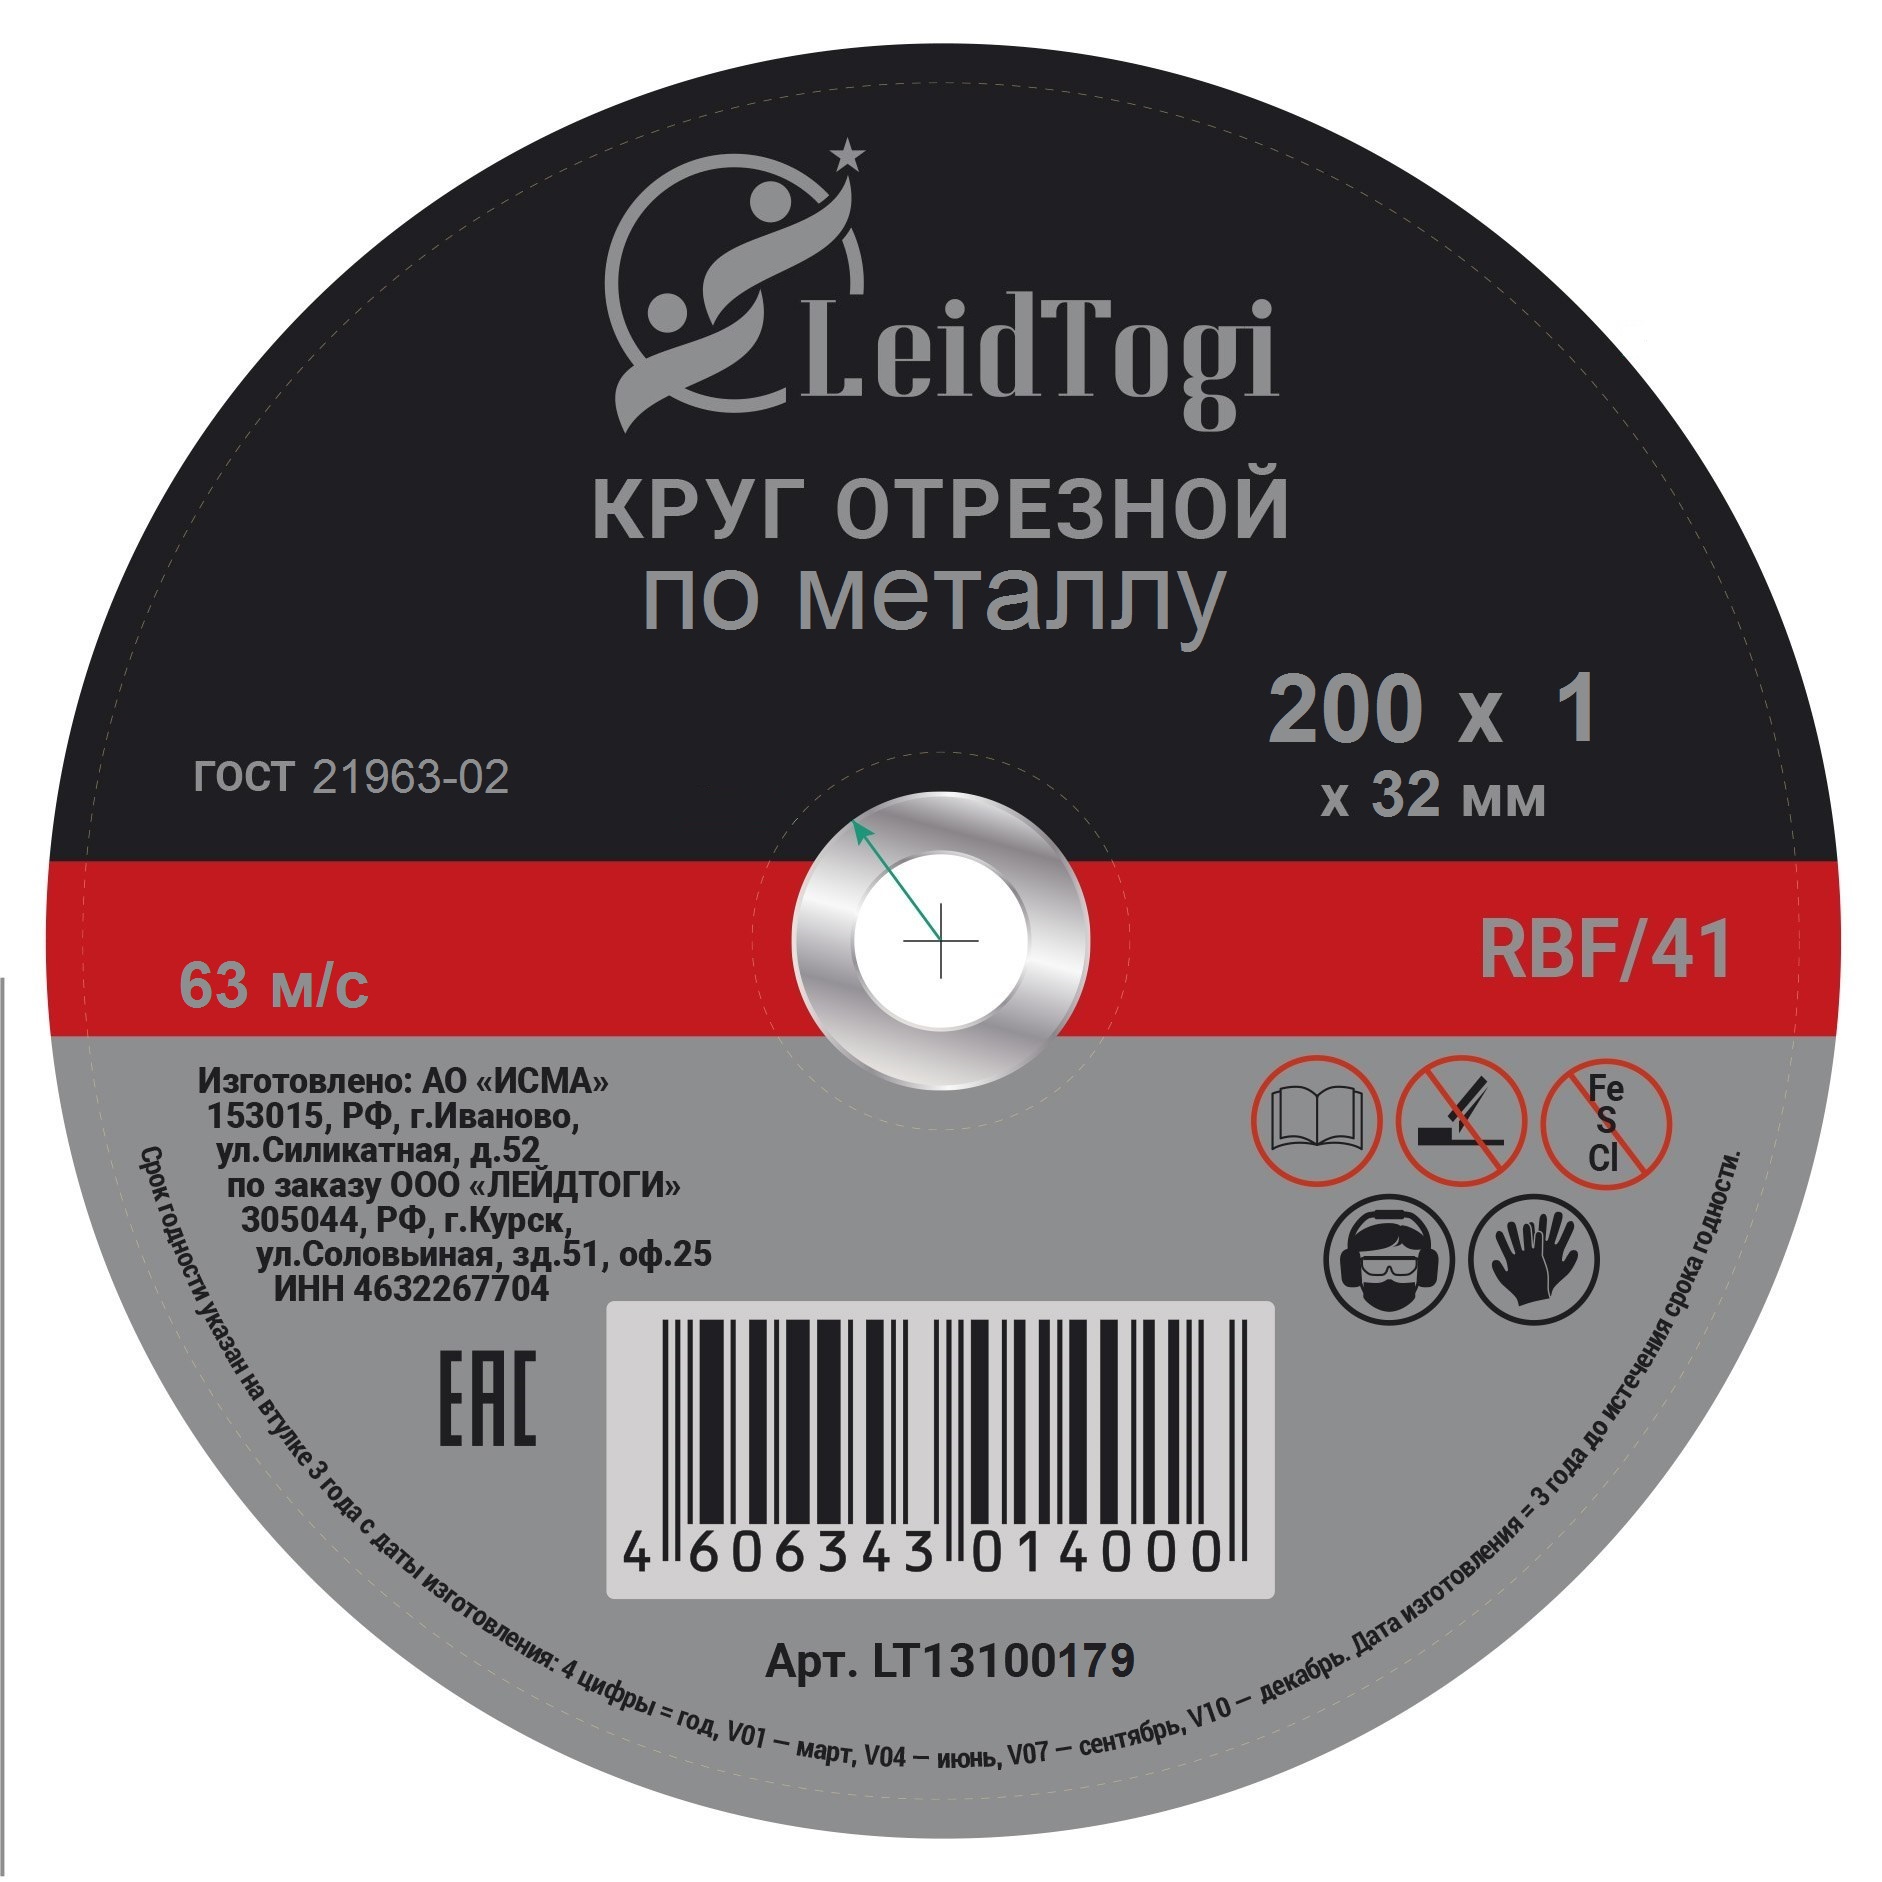 LeidTogi
КРУГ ОТРЕЗНОЙ
по металлу
200 x 1
x 32 мм
ГОСТ 21963-02
63 м/с
RBF/41
Изготовлено: АО «ИСМА»
153015, РФ, г.Иваново,
ул.Силикатная, д.52
по заказу ООО «ЛЕЙДТОГИ»
305044, РФ, г.Курск,
ул.Соловьиная, зд.51, оф.25
ИНН 4632267704
Fe
S
Cl
EAC
4 606343 014000
Арт. LT13100179
Срок годности указан на втулке 3 года с даты изготовления: 4 цифры = год, V01 – март, V04 – июнь, V07 – сентябрь, V10 – декабрь. Дата изготовления = 3 года до истечения срока годности.